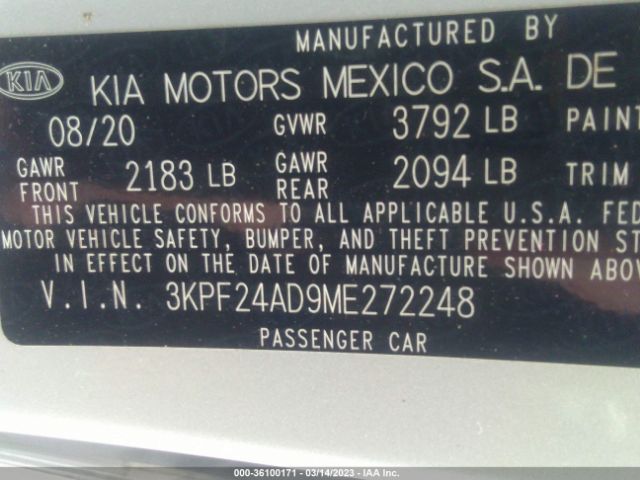 MANUFACTURED BY
KIA KIA MOTORS MEXICO S.A. DE
08/20 GVWR 3792 LB PAINT
GAWR FRONT 2183 LB GAWR REAR 2094 LB TRIM
THIS VEHICLE CONFORMS TO ALL APPLICABLE U.S.A. FED
MOTOR VEHICLE SAFETY, BUMPER, AND THEFT PREVENTION ST
IN EFFECT ON THE DATE OF MANUFACTURE SHOWN ABOV
V.I.N. 3KPF24AD9ME272248
PASSENGER CAR
000-36100171 - 03/14/2023 - IAA Inc.